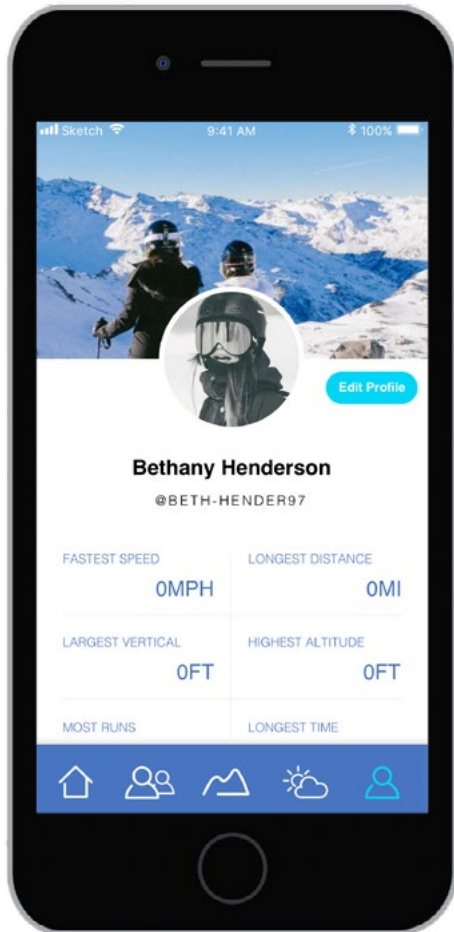 Sketch 9:41 AM 100%
Edit Profile
Bethany Henderson
@BETH-HENDER97
FASTEST SPEED LONGEST DISTANCE
0MPH 0MI
LARGEST VERTICAL HIGHEST ALTITUDE
0FT 0FT
MOST RUNS LONGEST TIME